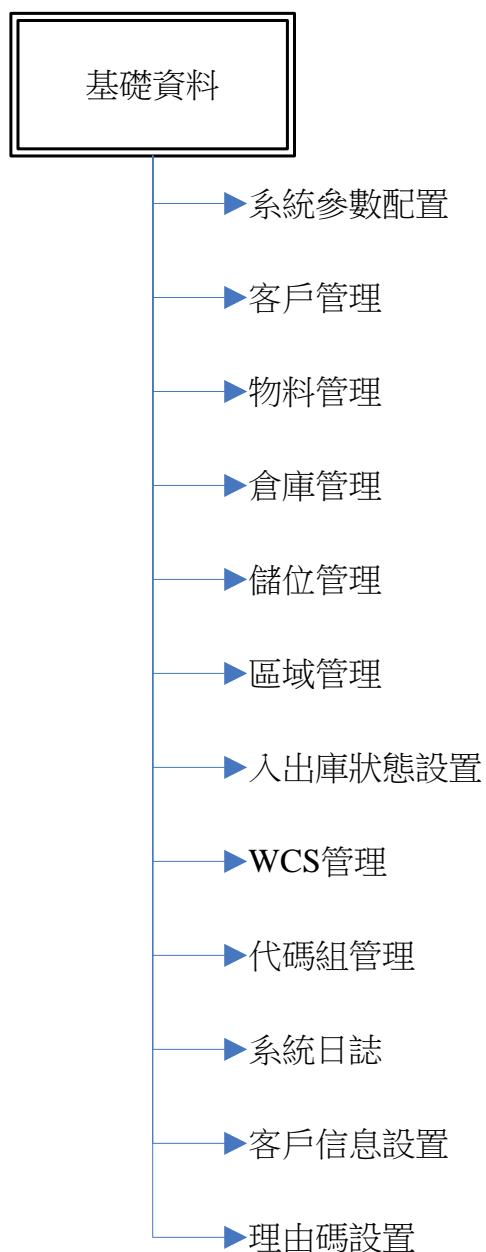 基礎資料
系統參數配置
客戶管理
物料管理
倉庫管理
儲位管理
區域管理
入出庫狀態設置
WCS管理
代碼組管理
系統日誌
客戶信息設置
理由碼設置